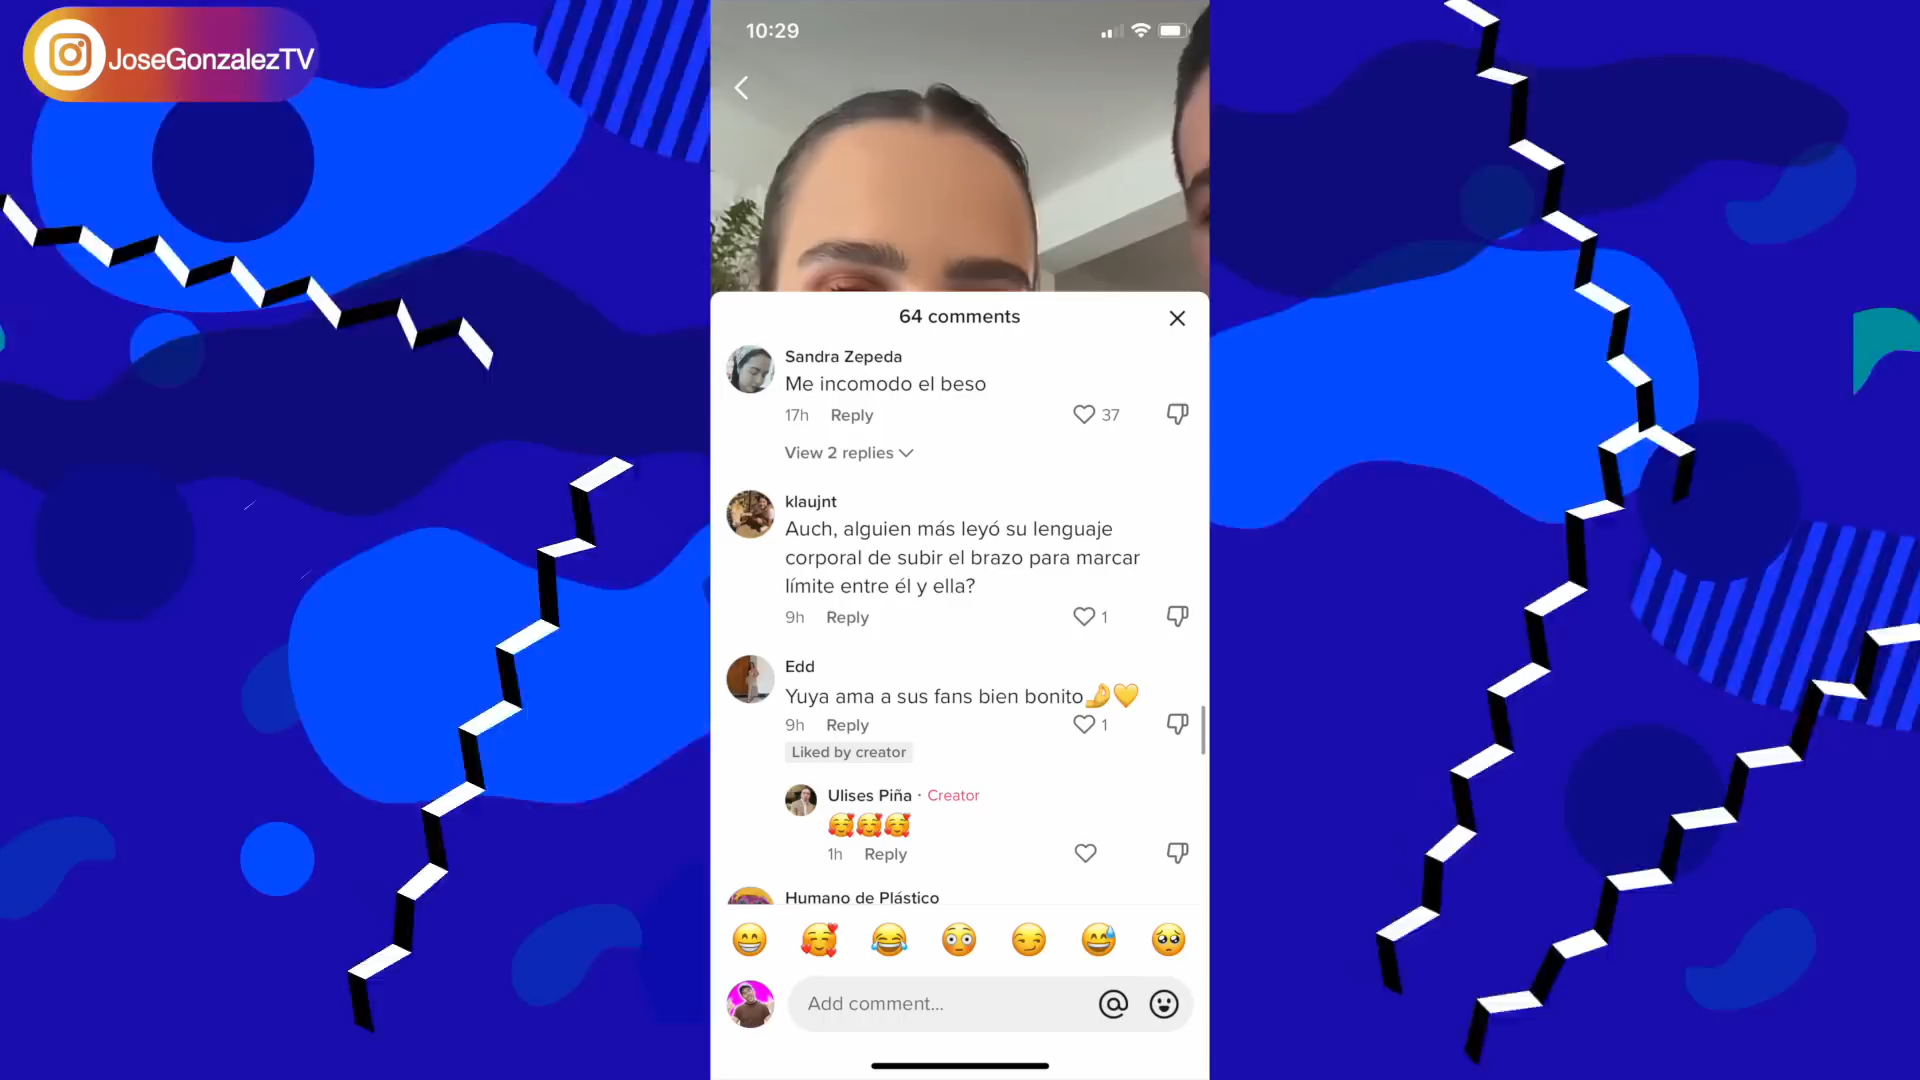 JoseGonzalezTV
10:29
64 comments
Sandra Zepeda
Me incomodo el beso
17h Reply 37
View 2 replies
klaujnt
Auch, alguien más leyó su lenguaje
corporal de subir el brazo para marcar
límite entre él y ella?
9h Reply 1
Edd
Yuya ama a sus fans bien bonito🤌💛
9h Reply 1
Liked by creator
Ulises Piña · Creator
🥰🥰🥰
1h Reply
Humano de Plástico
Add comment...